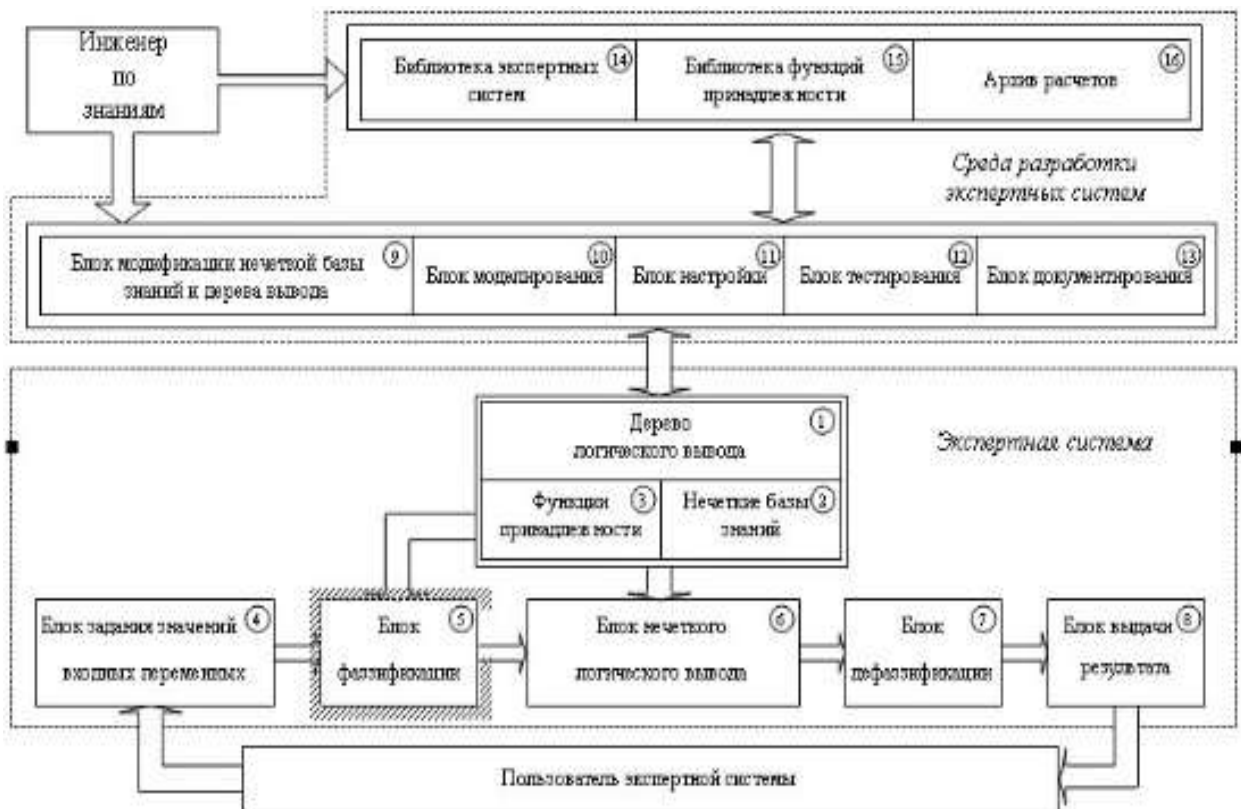 Инженер
по
знаниям
Библиотека экспертных
систем
14
Библиотека функций
принадлежности
15
Архив расчетов
16
Среда разработки
экспертных систем
Блок модификации нечеткой базы
знаний и дерева вывода
9
Блок моделирования
10
Блок настройки
11
Блок тестирования
12
Блок документирования
13
Дерево
логического вывода
1
Экспертная система
Функции
принадлежности
3
Нечеткие базы
знаний
2
Блок задания значений
входных переменных
4
Блок
фаззификации
5
Блок нечеткого
логического вывода
6
Блок
дефаззификации
7
Блок выдачи
результата
8
Пользователь экспертной системы